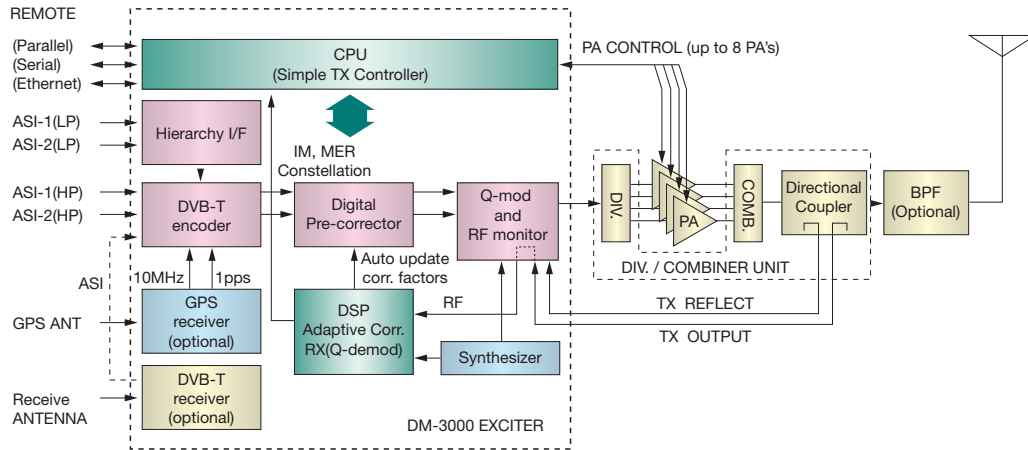 REMOTE
(Parallel)
(Serial)
(Ethernet)
CPU
(Simple TX Controller)
PA CONTROL (up to 8 PA's)
ASI-1(LP)
ASI-2(LP)
Hierarchy I/F
IM, MER
Constellation
ASI-1(HP)
ASI-2(HP)
DVB-T
encoder
Digital
Pre-corrector
Q-mod
and
RF monitor
DIV.
PA
COMB.
Directional
Coupler
BPF
(Optional)
DIV. / COMBINER UNIT
ASI
10MHz
1pps
Auto update
corr. factors
RF
TX REFLECT
TX OUTPUT
GPS ANT
GPS
receiver
(optional)
DSP
Adaptive Corr.
RX(Q-demod)
Synthesizer
Receive
ANTENNA
DVB-T
receiver
(optional)
DM-3000 EXCITER